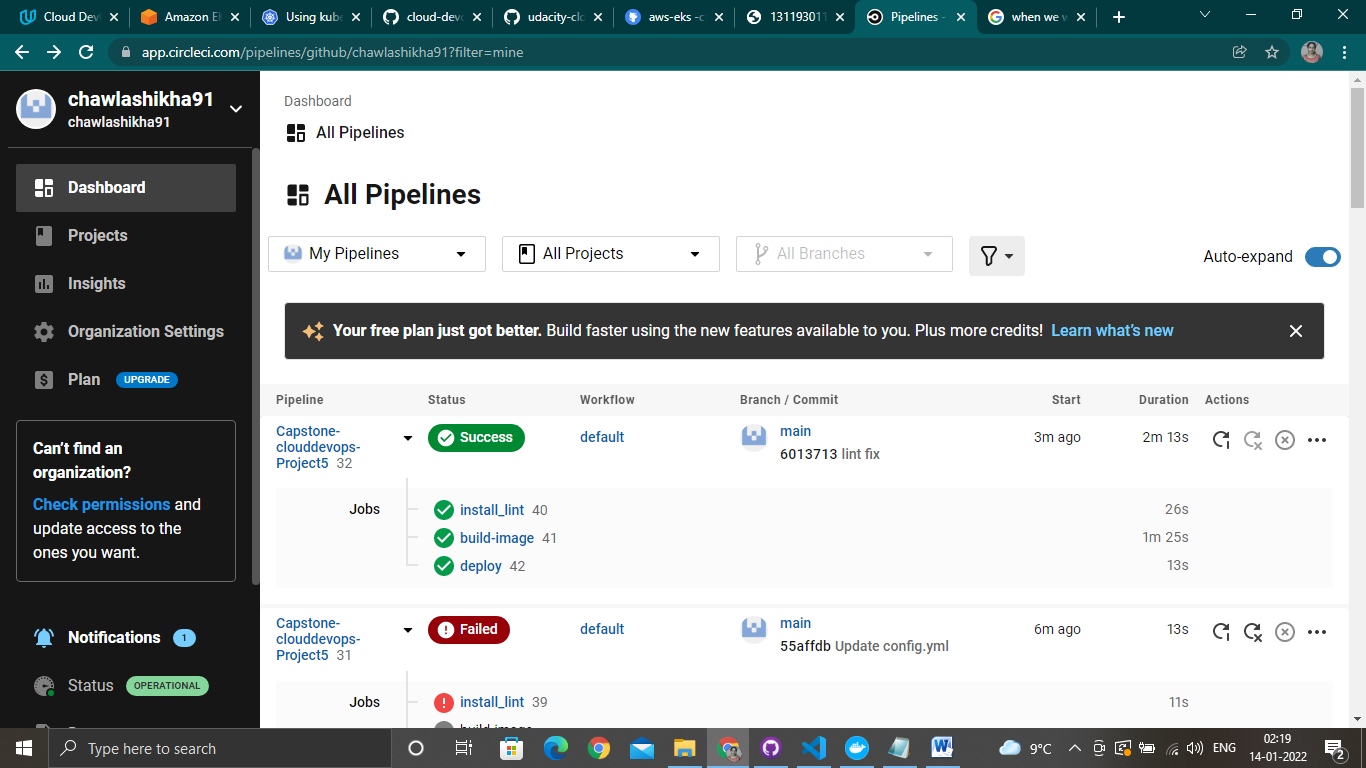 Cloud Dev
Amazon E
Using kube
cloud-devo
udacity-clo
aws-eks -c
131193011
Pipelines -
when we w
app.circleci.com/pipelines/github/chawlashikha91?filter=mine
chawlashikha91
chawlashikha91
Dashboard
Projects
Insights
Organization Settings
Plan UPGRADE
Can't find an
organization?
Check permissions and
update access to the
ones you want.
Notifications 1
Status OPERATIONAL
Dashboard
All Pipelines
All Pipelines
My Pipelines
All Projects
All Branches
Auto-expand
Your free plan just got better. Build faster using the new features available to you. Plus more credits! Learn what's new
Pipeline Status Workflow Branch / Commit Start Duration Actions
Capstone-
clouddevops-
Project5 32
Success
default
main
6013713 lint fix
3m ago
2m 13s
Jobs
install_lint 40 26s
build-image 41 1m 25s
deploy 42 13s
Capstone-
clouddevops-
Project5 31
Failed
default
main
55affdb Update config.yml
6m ago
13s
Jobs
install_lint 39 11s
build-image
Type here to search
9°C
ENG
02:19
14-01-2022
2